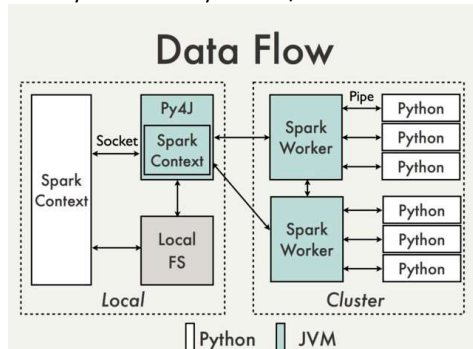 Data Flow
Py4J
Spark
Context
Socket
Spark
Context
Local
FS
Local
Spark
Worker
Spark
Worker
Pipe
Python
Python
Python
Python
Python
Python
Cluster
Python
JVM